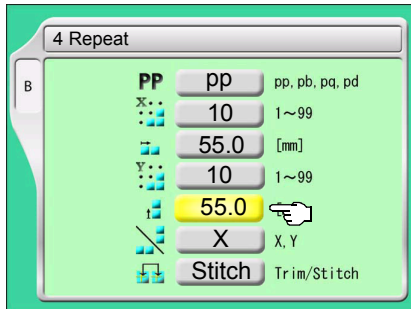 4 Repeat
B
PP pp pp, pb, pq, pd
X 10 1~99
55.0 [mm]
Y 10 1~99
55.0
X X, Y
Stitch Trim/Stitch